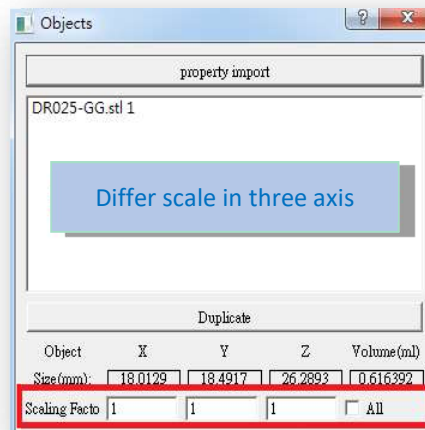 Objects
property import
DR025-GG.stl 1
Differ scale in three axis
Duplicate
Object X Y Z Volume(ml)
Size(mm): 18.0129 18.4917 26.2893 0.616392
Scaling Facto 1 1 1 All